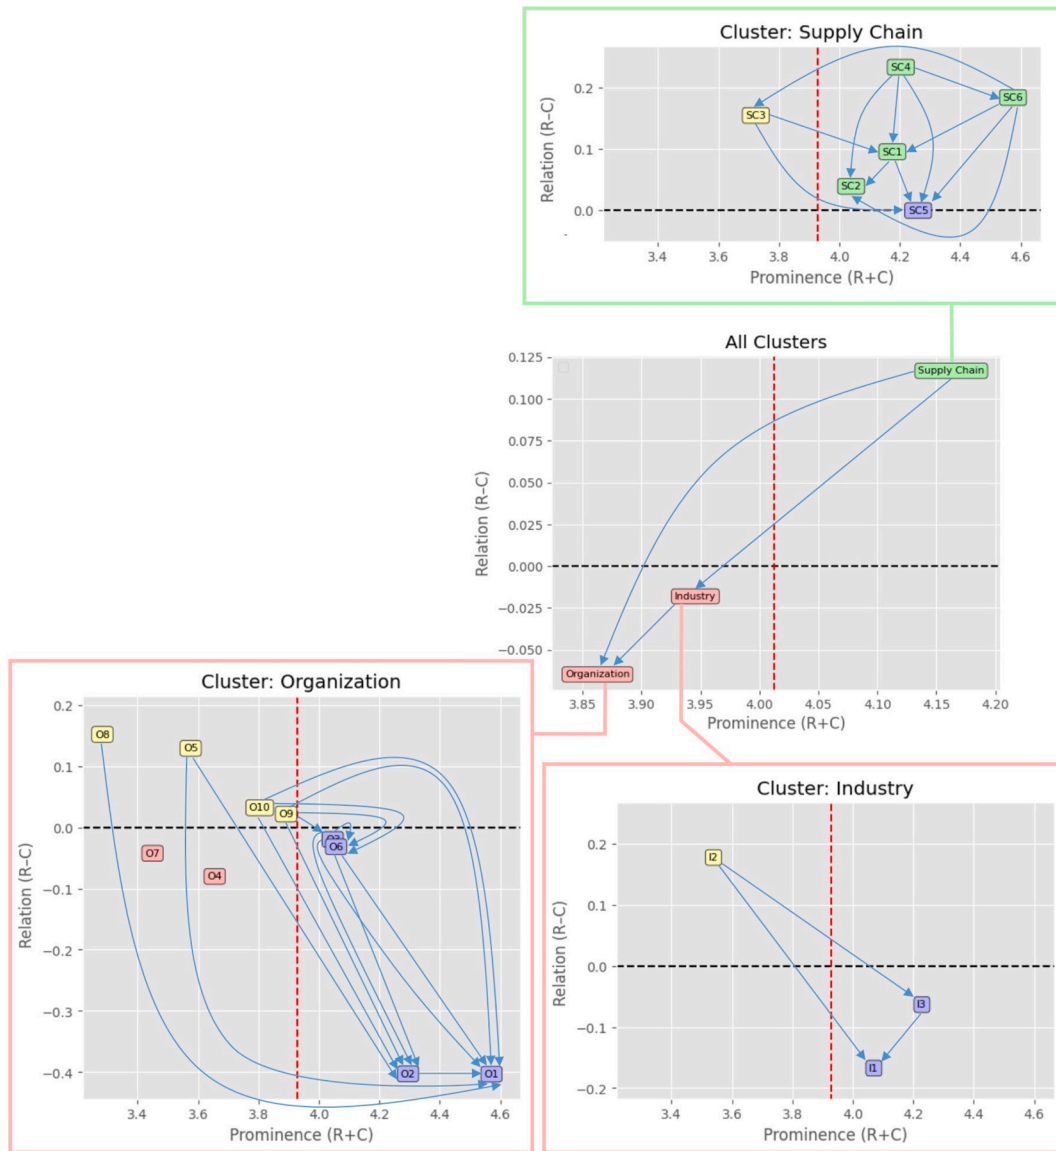 Cluster: Supply Chain
Relation (R–C)
0.2
0.1
0.0
SC4
SC6
SC3
SC1
SC2
SC5
3.4 3.6 3.8 4.0 4.2 4.4 4.6
Prominence (R+C)
All Clusters
Relation (R–C)
0.125
0.100
0.075
0.050
0.025
0.000
−0.025
−0.050
Supply Chain
Industry
Organization
3.85 3.90 3.95 4.00 4.05 4.10 4.15 4.20
Prominence (R+C)
Cluster: Organization
Relation (R–C)
0.2
0.1
0.0
−0.1
−0.2
−0.3
−0.4
O8
O5
O10
O9
O3
O6
O7
O4
O2
O1
3.4 3.6 3.8 4.0 4.2 4.4 4.6
Prominence (R+C)
Cluster: Industry
Relation (R–C)
0.2
0.1
0.0
−0.1
−0.2
I2
I3
I1
3.4 3.6 3.8 4.0 4.2 4.4 4.6
Prominence (R+C)